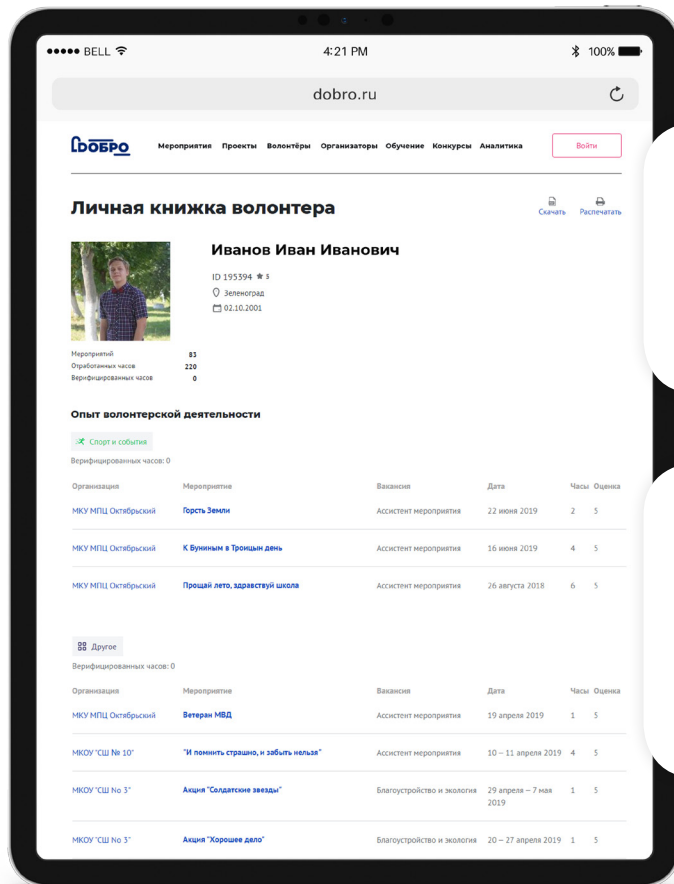 BELL 4:21 PM 100%
dobro.ru
ДОБРО Мероприятия Проекты Волонтёры Организаторы Обучение Конкурсы Аналитика Войти
Личная книжка волонтера
Скачать Распечатать
Иванов Иван Иванович
ID 195394 5
Зеленоград
02.10.2001
Мероприятий 83
Отработанных часов 220
Верифицированных часов 0
Опыт волонтерской деятельности
Спорт и события
Верифицированных часов: 0
Организация Мероприятие Вакансия Дата Часы Оценка
МКУ МПЦ Октябрьский Горсть Земли Ассистент мероприятия 22 июня 2019 2 5
МКУ МПЦ Октябрьский К Буниным в Троицын день Ассистент мероприятия 16 июня 2019 4 5
МКУ МПЦ Октябрьский Прощай лето, здравствуй школа Ассистент мероприятия 26 августа 2018 6 5
Другое
Верифицированных часов: 0
Организация Мероприятие Вакансия Дата Часы Оценка
МКУ МПЦ Октябрьский Ветеран МВД Ассистент мероприятия 19 апреля 2019 1 5
МКОУ "СШ № 10" "И помнить страшно, и забыть нельзя" Ассистент мероприятия 10 – 11 апреля 2019 4 5
МКОУ "СШ No 3" Акция "Солдатские звезды" Благоустройство и экология 29 апреля – 7 мая 1 5
2019
МКОУ "СШ No 3" Акция "Хорошее дело" Благоустройство и экология 20 – 27 апреля 2019 1 5